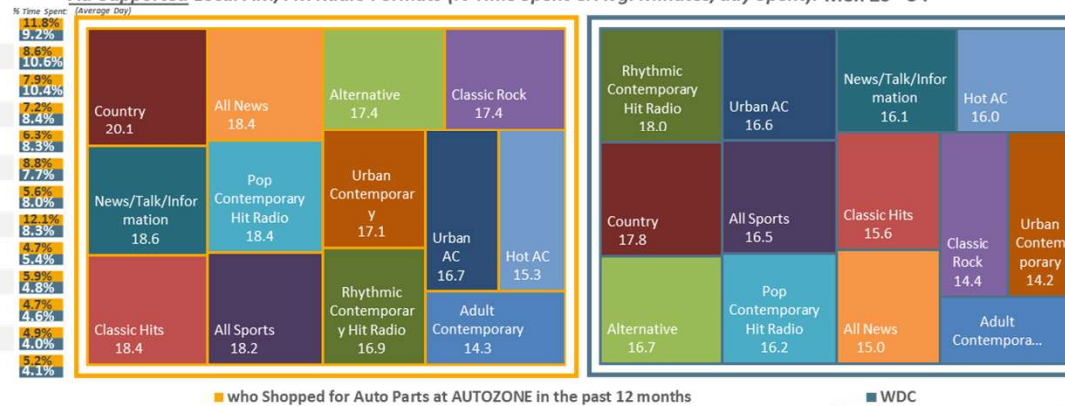 % Time Spent: (Average Day)
11.8%
9.2%
8.6%
10.6%
7.9%
10.4%
7.2%
8.4%
6.3%
8.3%
8.8%
7.7%
5.6%
8.0%
12.1%
8.3%
4.7%
5.4%
5.9%
4.8%
4.7%
4.6%
4.9%
4.0%
5.2%
4.1%
Country
20.1
All News
18.4
Alternative
17.4
Classic Rock
17.4
News/Talk/Infor
mation
18.6
Pop
Contemporary
Hit Radio
18.4
Urban
Contemporar
y
17.1
Urban
AC
16.7
Hot AC
15.3
Classic Hits
18.4
All Sports
18.2
Rhythmic
Contemporar
y Hit Radio
16.9
Adult
Contemporary
14.3
Rhythmic
Contemporary
Hit Radio
18.0
Urban AC
16.6
News/Talk/Infor
mation
16.1
Hot AC
16.0
Country
17.8
All Sports
16.5
Classic Hits
15.6
Classic
Rock
14.4
Urban
Contem
porary
14.2
Alternative
16.7
Pop
Contemporary
Hit Radio
16.2
All News
15.0
Adult
Contempora...
who Shopped for Auto Parts at AUTOZONE in the past 12 months
WDC